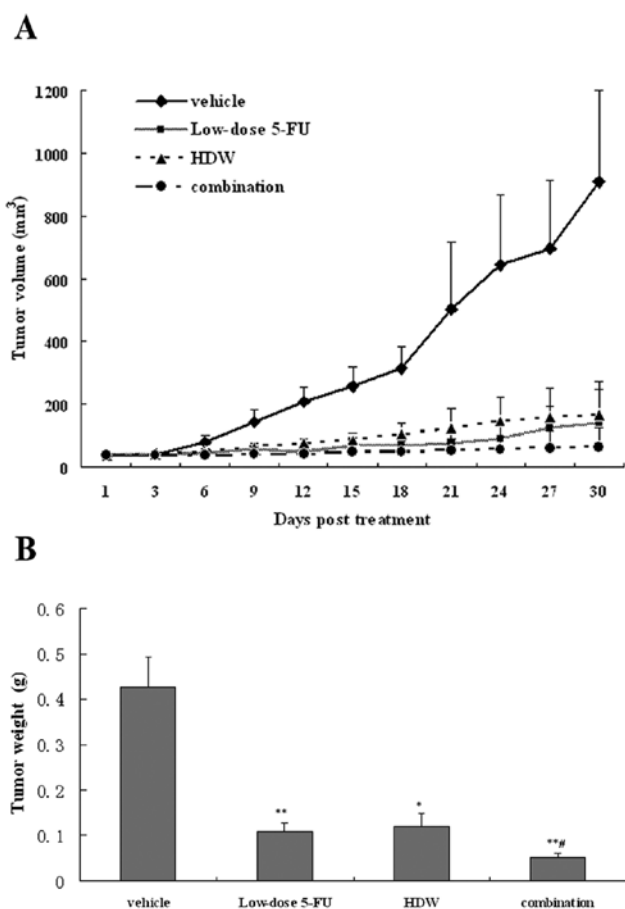 A
1200
1000
800
600
400
200
0
Tumor volume (mm³)
vehicle
Low-dose 5-FU
HDW
combination
1 3 6 9 12 15 18 21 24 27 30
Days post treatment
B
0.6
0.5
0.4
0.3
0.2
0.1
0
Tumor weight (g)
** * **#
vehicle Low-dose 5-FU HDW combination